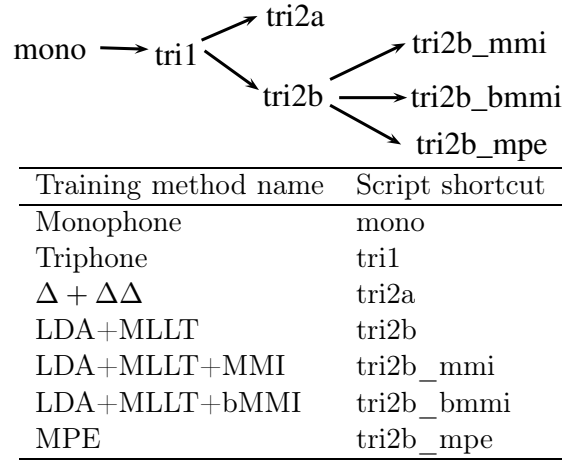 tri2a
mono tri1 tri2b_mmi
tri2b tri2b_bmmi
tri2b_mpe
Training method name Script shortcut
Monophone mono
Triphone tri1
Δ + ΔΔ tri2a
LDA+MLLT tri2b
LDA+MLLT+MMI tri2b_mmi
LDA+MLLT+bMMI tri2b_bmmi
MPE tri2b_mpe